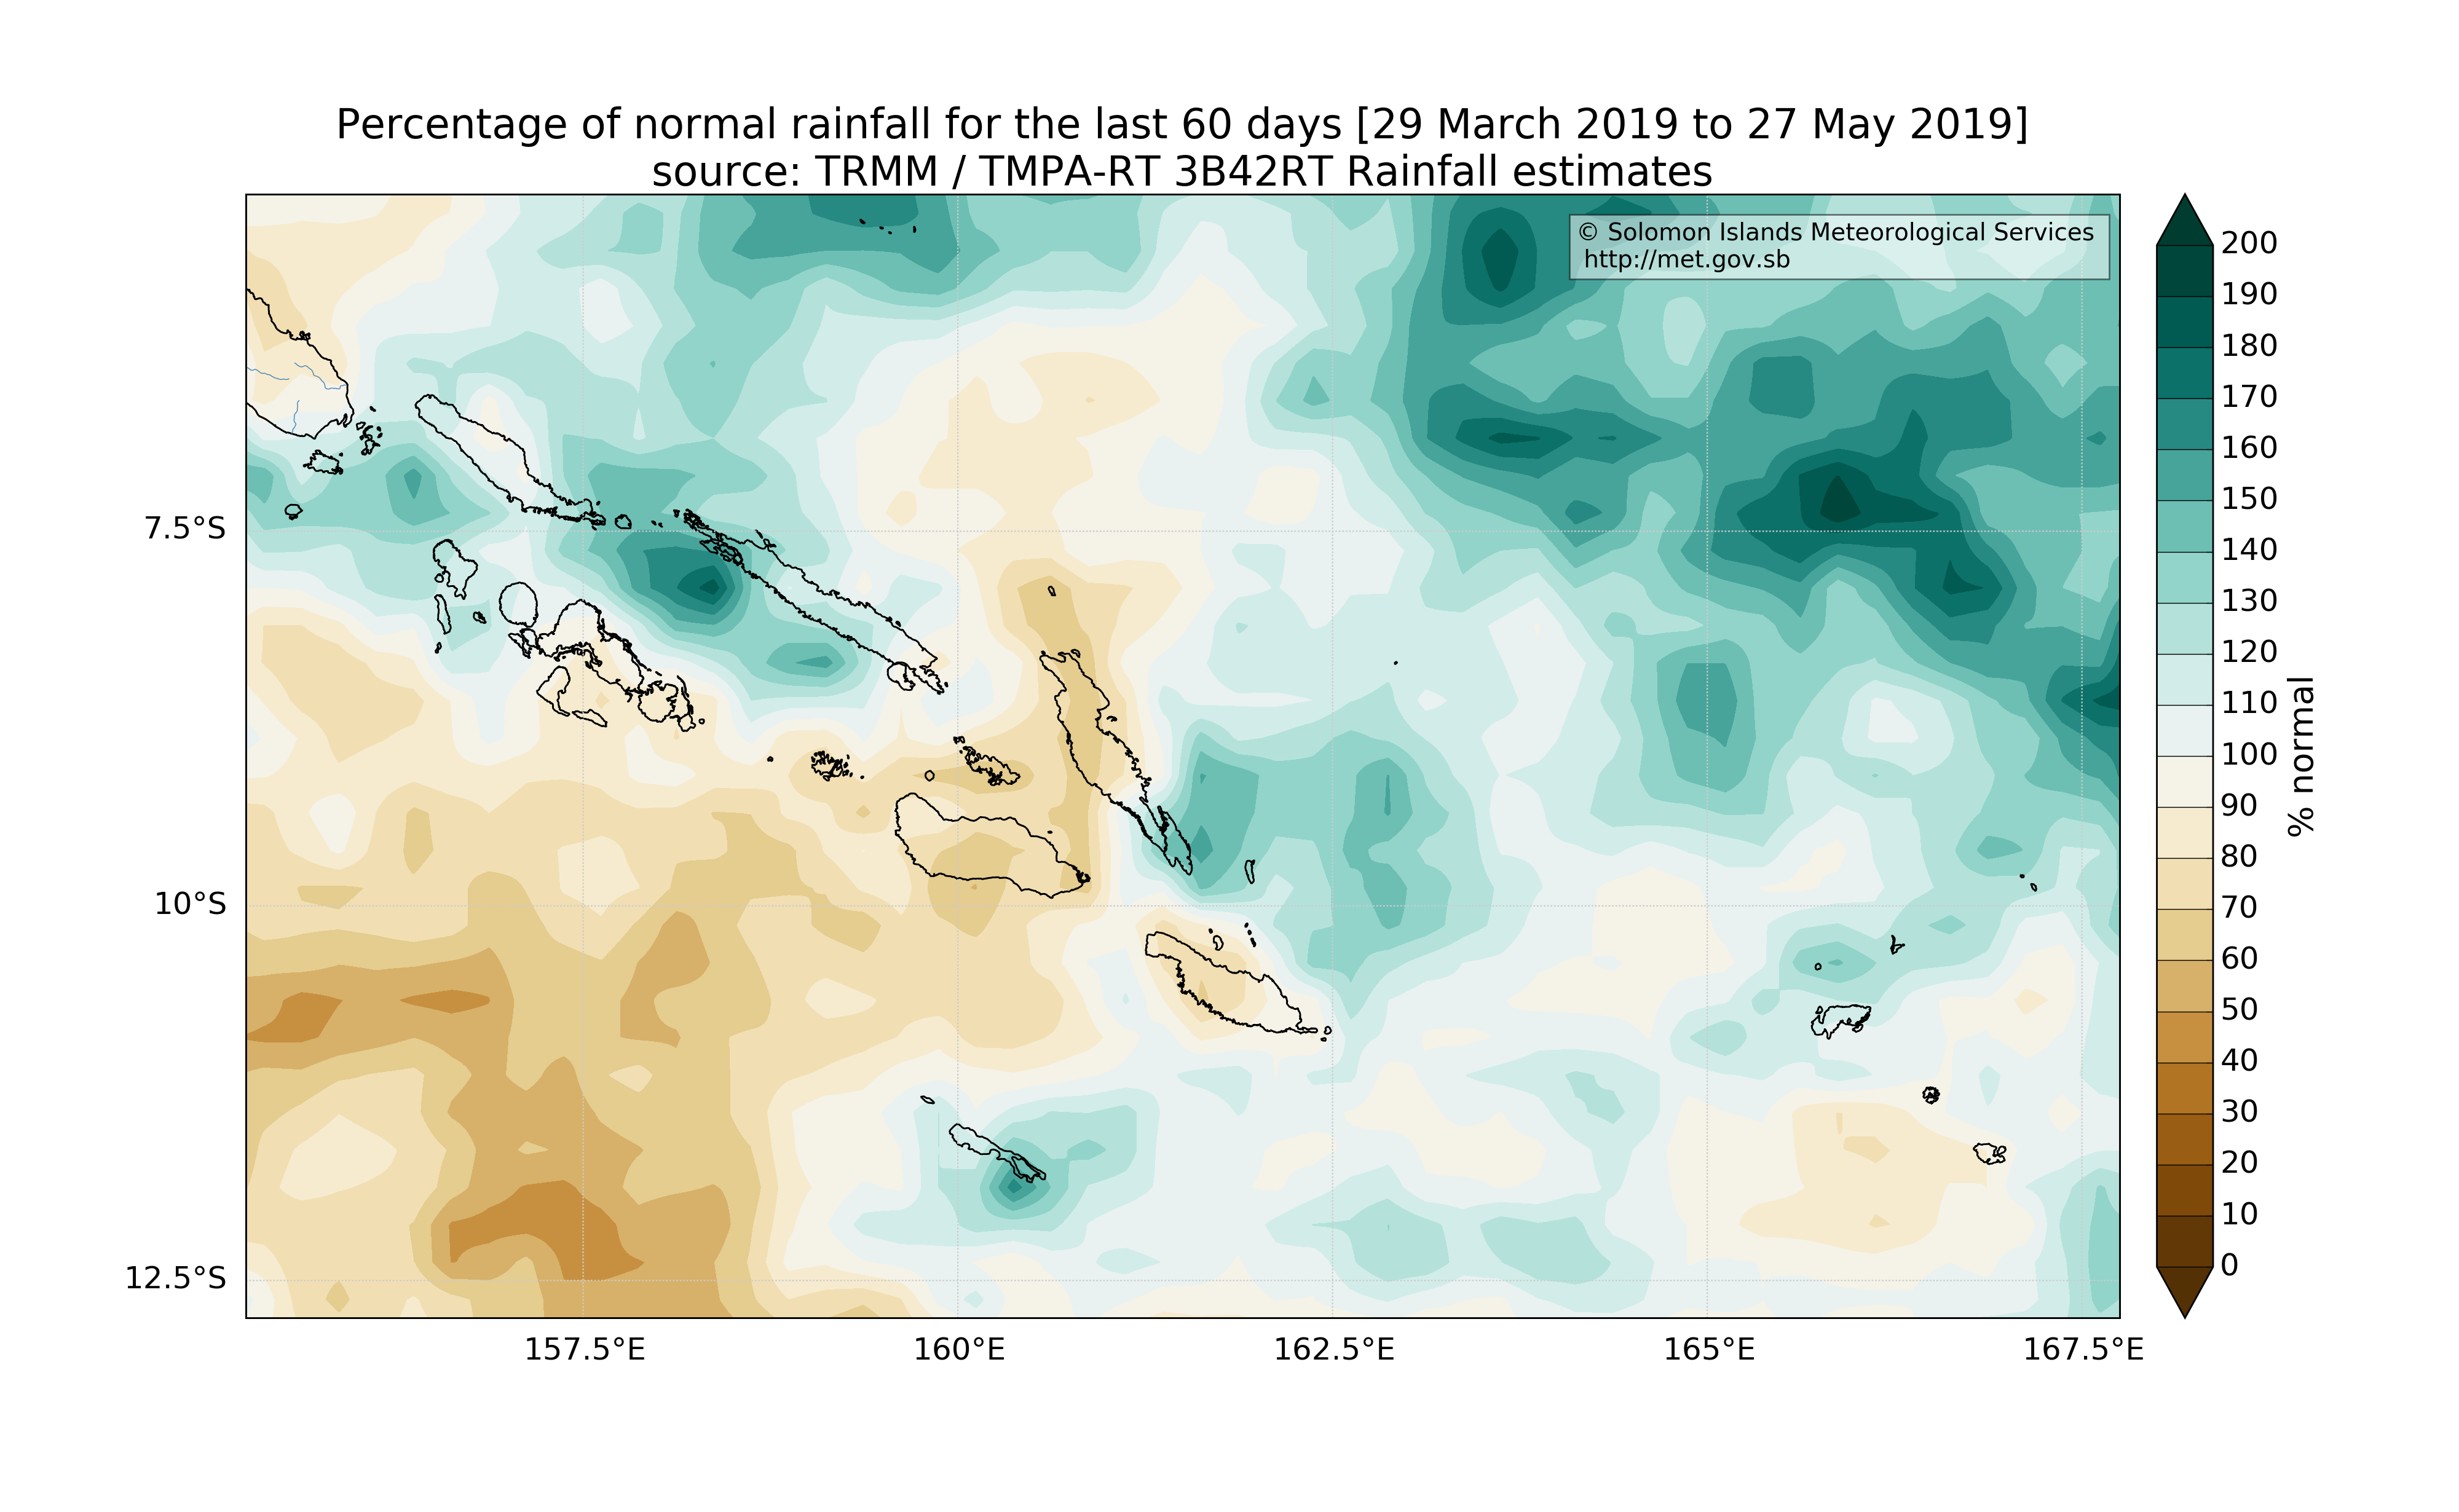 Percentage of normal rainfall for the last 60 days [29 March 2019 to 27 May 2019]
source: TRMM / TMPA-RT 3B42RT Rainfall estimates
© Solomon Islands Meteorological Services
http://met.gov.sb
7.5°S
10°S
12.5°S
157.5°E
160°E
162.5°E
165°E
167.5°E
200
190
180
170
160
150
140
130
120
110
100
90
80
70
60
50
40
30
20
10
0
% normal